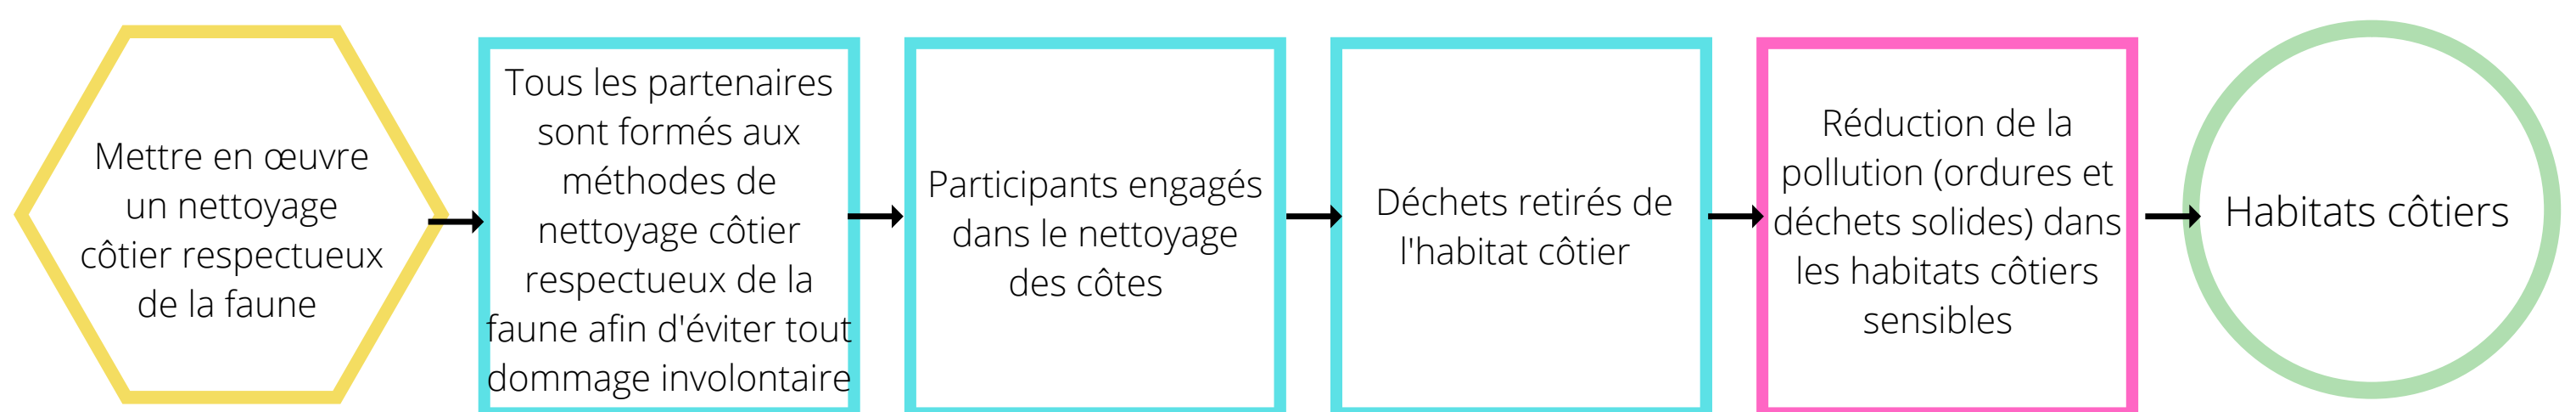 Mettre en œuvre
un nettoyage
côtier respectueux
de la faune
Tous les partenaires
sont formés aux
méthodes de
nettoyage côtier
respectueux de la
faune afin d'éviter tout
dommage involontaire
Participants engagés
dans le nettoyage
des côtes
Déchets retirés de
l'habitat côtier
Réduction de la
pollution (ordures et
déchets solides) dans
les habitats côtiers
sensibles
Habitats côtiers